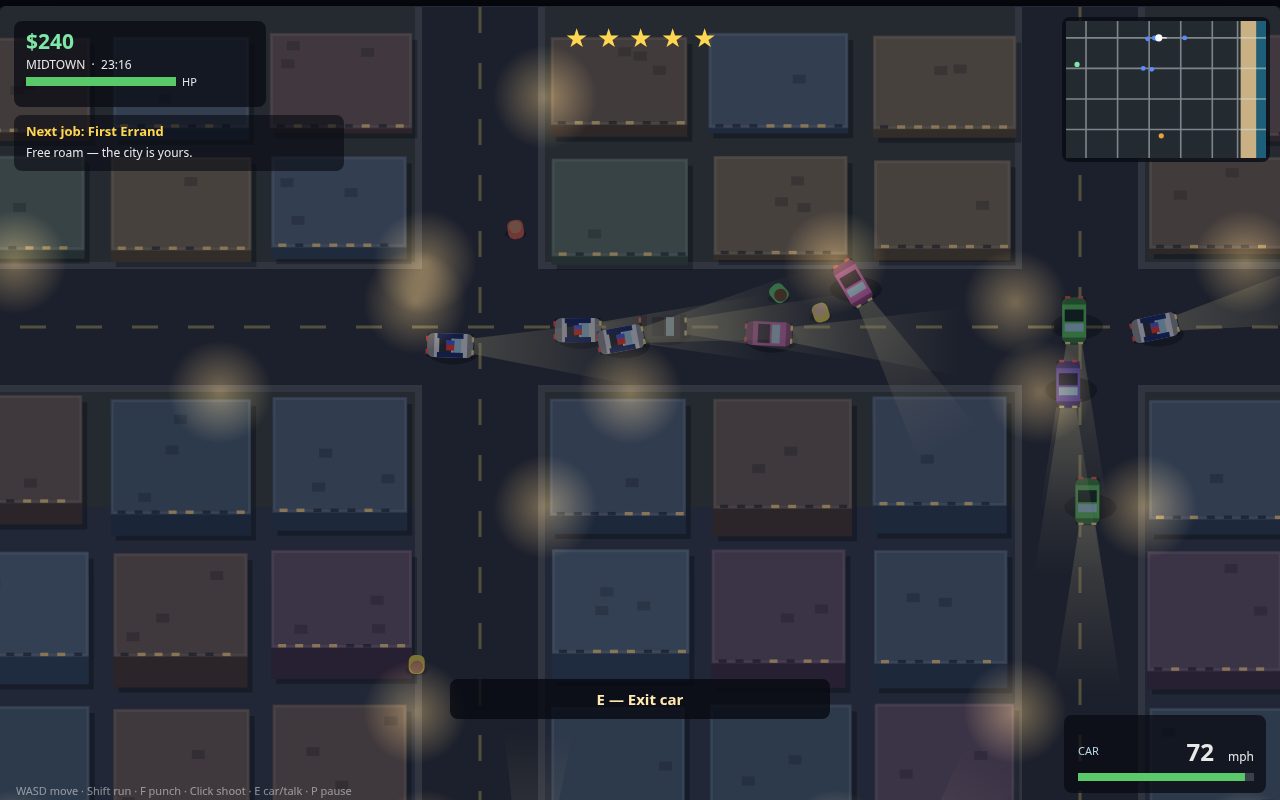 $240
MIDTOWN · 23:16
HP
Next job: First Errand
Free roam — the city is yours.
E — Exit car
CAR 72 mph
WASD move · Shift run · F punch · Click shoot · E car/talk · P pause